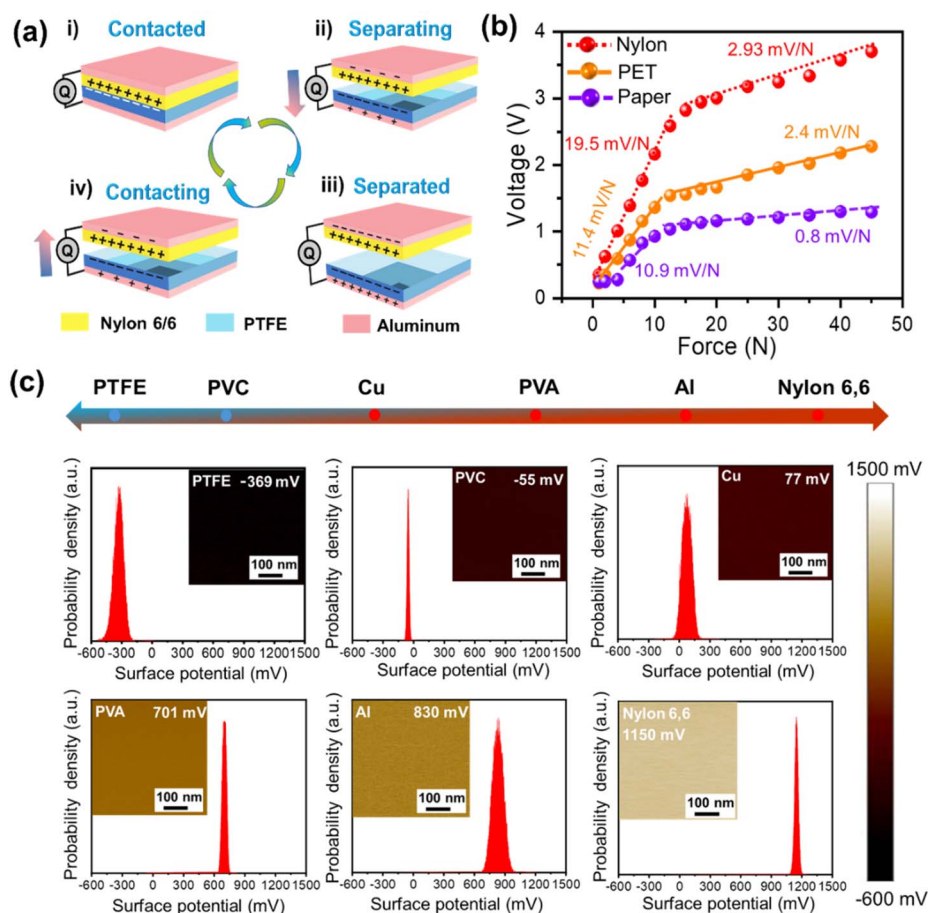 (a)
i) Contacted
ii) Separating
Q
Q
iv) Contacting
iii) Separated
Q
Q
Nylon 6/6
PTFE
Aluminum
(b)
Nylon
PET
Paper
2.93 mV/N
19.5 mV/N
2.4 mV/N
11.4 mV/N
10.9 mV/N
0.8 mV/N
Voltage (V)
4
3
2
1
0
0 10 20 30 40 50
Force (N)
(c)
PTFE PVC Cu PVA Al Nylon 6,6
Probability density (a.u.)
PTFE -369 mV
100 nm
-600 -300 0 300 600 900 1200 1500
Surface potential (mV)
Probability density (a.u.)
PVC -55 mV
100 nm
-600 -300 0 300 600 900 1200 1500
Surface potential (mV)
Probability density (a.u.)
Cu 77 mV
100 nm
-600 -300 0 300 600 900 1200 1500
Surface potential (mV)
Probability density (a.u.)
PVA 701 mV
100 nm
-600 -300 0 300 600 900 1200 1500
Surface potential (mV)
Probability density (a.u.)
Al 830 mV
100 nm
-600 -300 0 300 600 900 1200 1500
Surface potential (mV)
Probability density (a.u.)
Nylon 6,6
1150 mV
100 nm
-600 -300 0 300 600 900 1200 1500
Surface potential (mV)
1500 mV
-600 mV